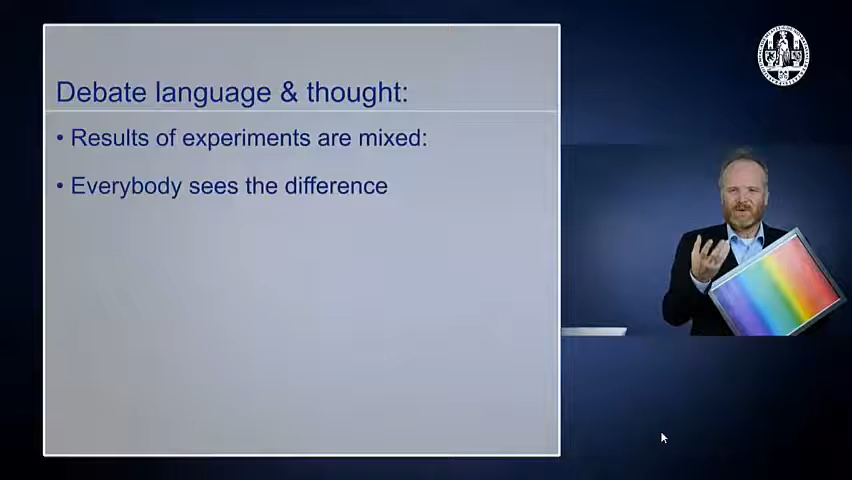 Debate language & thought:
• Results of experiments are mixed:
• Everybody sees the difference